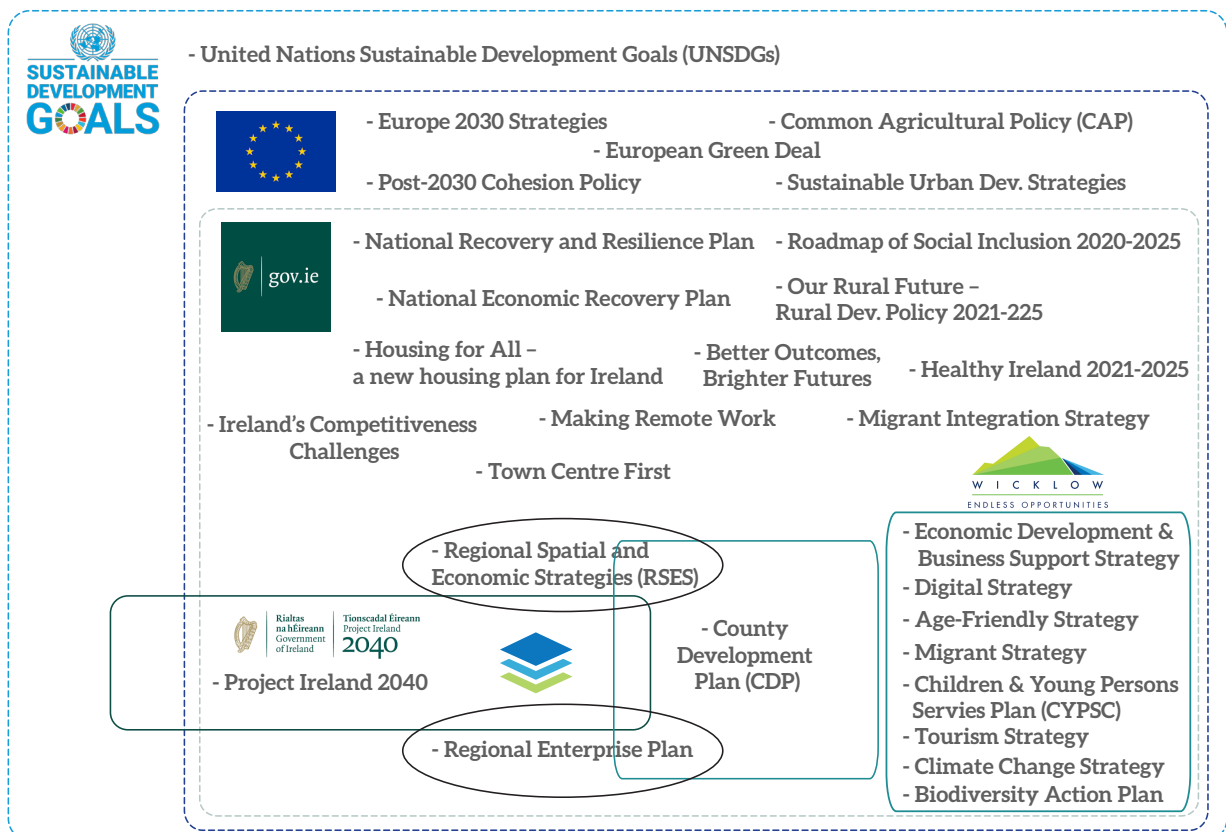 SUSTAINABLE
DEVELOPMENT
GOALS
- United Nations Sustainable Development Goals (UNSDGs)
- Europe 2030 Strategies
- Common Agricultural Policy (CAP)
- European Green Deal
- Post-2030 Cohesion Policy
- Sustainable Urban Dev. Strategies
gov.ie
- National Recovery and Resilience Plan
- Roadmap of Social Inclusion 2020-2025
- National Economic Recovery Plan
- Our Rural Future –
Rural Dev. Policy 2021-225
- Housing for All –
a new housing plan for Ireland
- Better Outcomes,
Brighter Futures
- Healthy Ireland 2021-2025
- Ireland's Competitiveness
Challenges
- Making Remote Work
- Migrant Integration Strategy
- Town Centre First
WICKLOW
ENDLESS OPPORTUNITIES
- Regional Spatial and
Economic Strategies (RSES)
Rialtas
na hÉireann
Government
of Ireland
Tionscadal Éireann
Project Ireland
2040
- Project Ireland 2040
- County
Development
Plan (CDP)
- Regional Enterprise Plan
- Economic Development &
Business Support Strategy
- Digital Strategy
- Age-Friendly Strategy
- Migrant Strategy
- Children & Young Persons
Servies Plan (CYPSC)
- Tourism Strategy
- Climate Change Strategy
- Biodiversity Action Plan